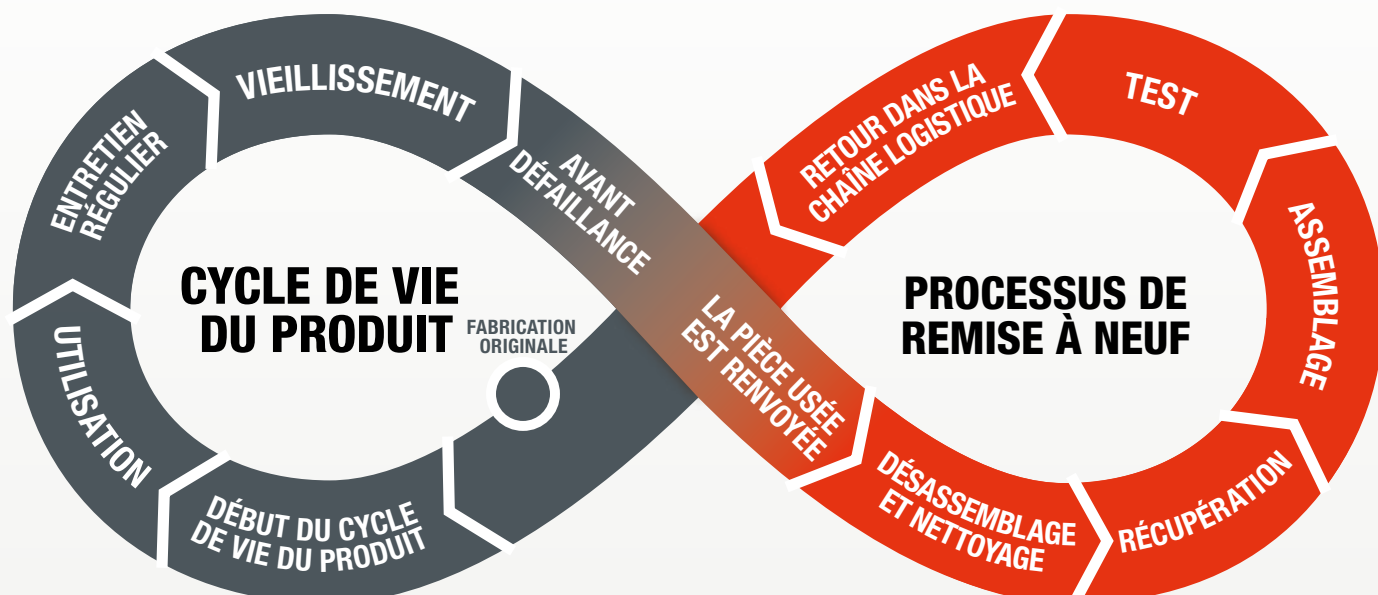 CYCLE DE VIE
DU PRODUIT
FABRICATION
ORIGINALE
DÉBUT DU CYCLE
DE VIE DU PRODUIT
UTILISATION
ENTRETIEN
RÉGULIER
VIEILLISSEMENT
AVANT
DÉFAILLANCE
LA PIÈCE USÉE
EST RENVOYÉE
PROCESSUS DE
REMISE À NEUF
DÉSASSEMBLAGE
ET NETTOYAGE
RÉCUPÉRATION
ASSEMBLAGE
TEST
RETOUR DANS LA
CHAÎNE LOGISTIQUE